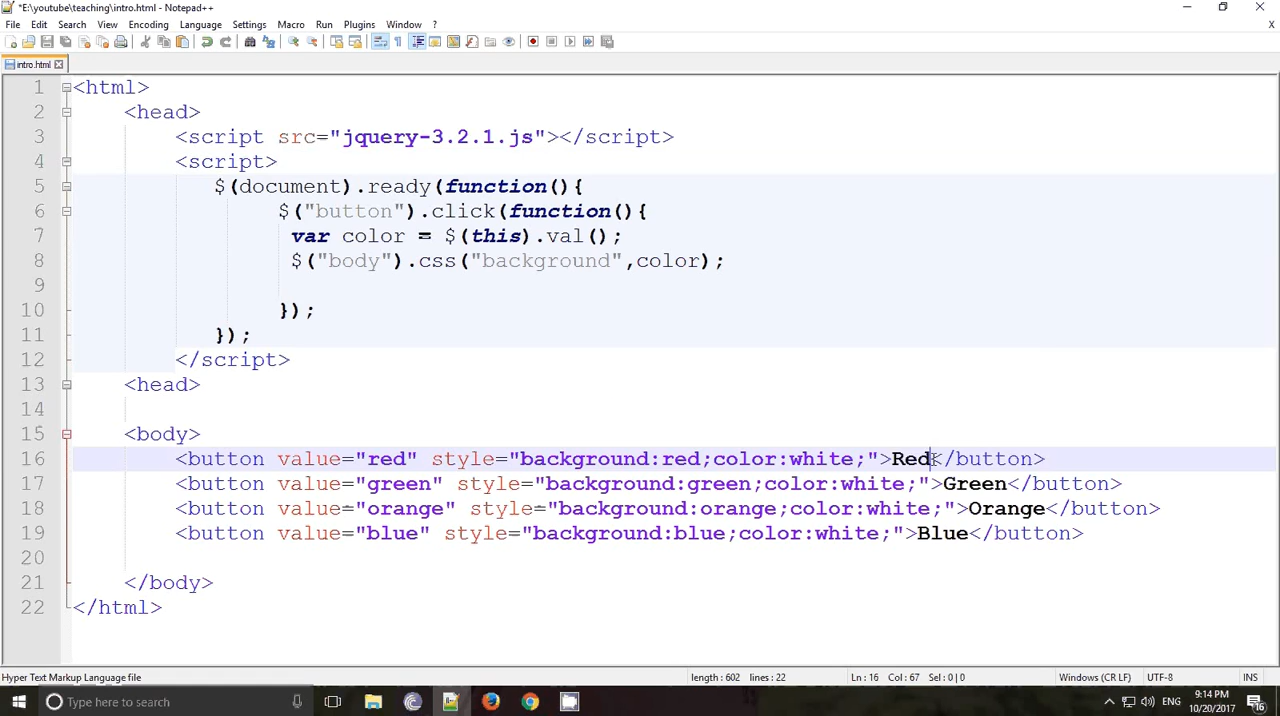 *E:\youtube\teaching\intro.html - Notepad++
File Edit Search View Encoding Language Settings Macro Run Plugins Window ?
X
intro.html
1 <html>
2 <head>
3 <script src="jquery-3.2.1.js"></script>
4 <script>
5 $(document).ready(function(){
6 $("button").click(function(){
7 var color = $(this).val();
8 $("body").css("background",color);
9
10 });
11 });
12 </script>
13 <head>
14
15 <body>
16 <button value="red" style="background:red;color:white;">Red</button>
17 <button value="green" style="background:green;color:white;">Green</button>
18 <button value="orange" style="background:orange;color:white;">Orange</button>
19 <button value="blue" style="background:blue;color:white;">Blue</button>
20
21 </body>
22 </html>
Hyper Text Markup Language file length : 602 lines : 22 Ln : 16 Col : 67 Sel : 0 | 0 Windows (CR LF) UTF-8 INS
Type here to search ENG 9:14 PM
10/20/2017 16